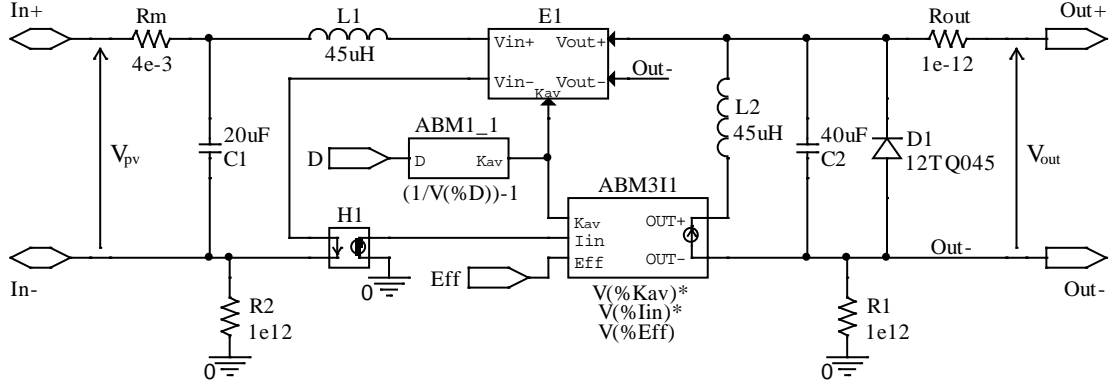 In+
Rm
4e-3
L1
45uH
E1
Vin+
Vout+
Vin-
Vout-
Kav
Out-
Rout
1e-12
Out+
Vpv
20uF
C1
ABM1_1
D
D
Kav
(1/V(%D))-1
L2
45uH
40uF
C2
D1
12TQ045
Vout
H1
ABM3I1
Kav
OUT+
Iin
Eff
OUT-
Eff
V(%Kav)*
V(%Iin)*
V(%Eff)
Out-
In-
Out-
R2
1e12
0
0
R1
1e12
0